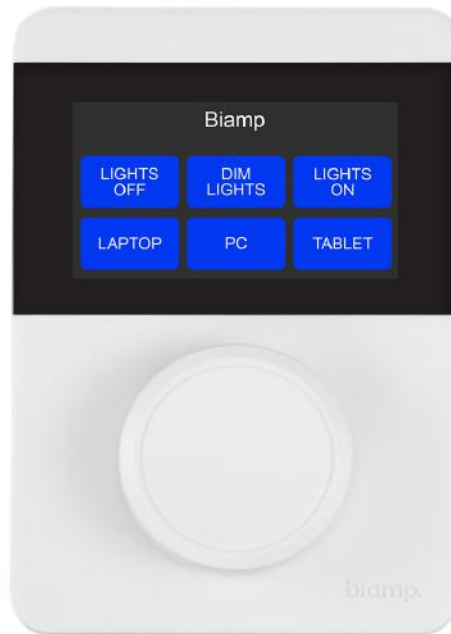 Biamp
LIGHTS
OFF
DIM
LIGHTS
LIGHTS
ON
LAPTOP
PC
TABLET
biamp.